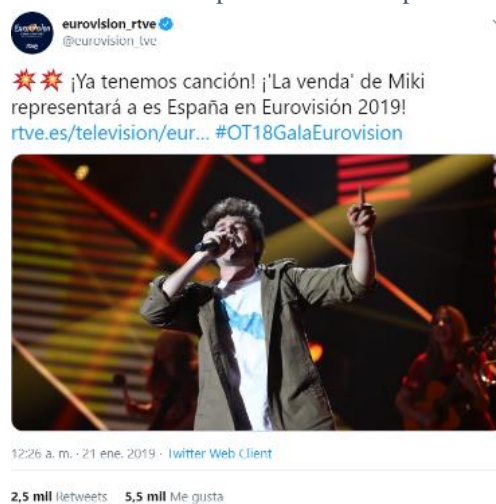 eurovision_rtve
@eurovision_tve
¡Ya tenemos canción! ¡'La venda' de Miki
representará a es España en Eurovisión 2019!
rtve.es/television/eur... #OT18GalaEurovision
12:26 a. m. · 21 ene. 2019 · Twitter Web Client
2,5 mil Retweets 5,5 mil Me gusta